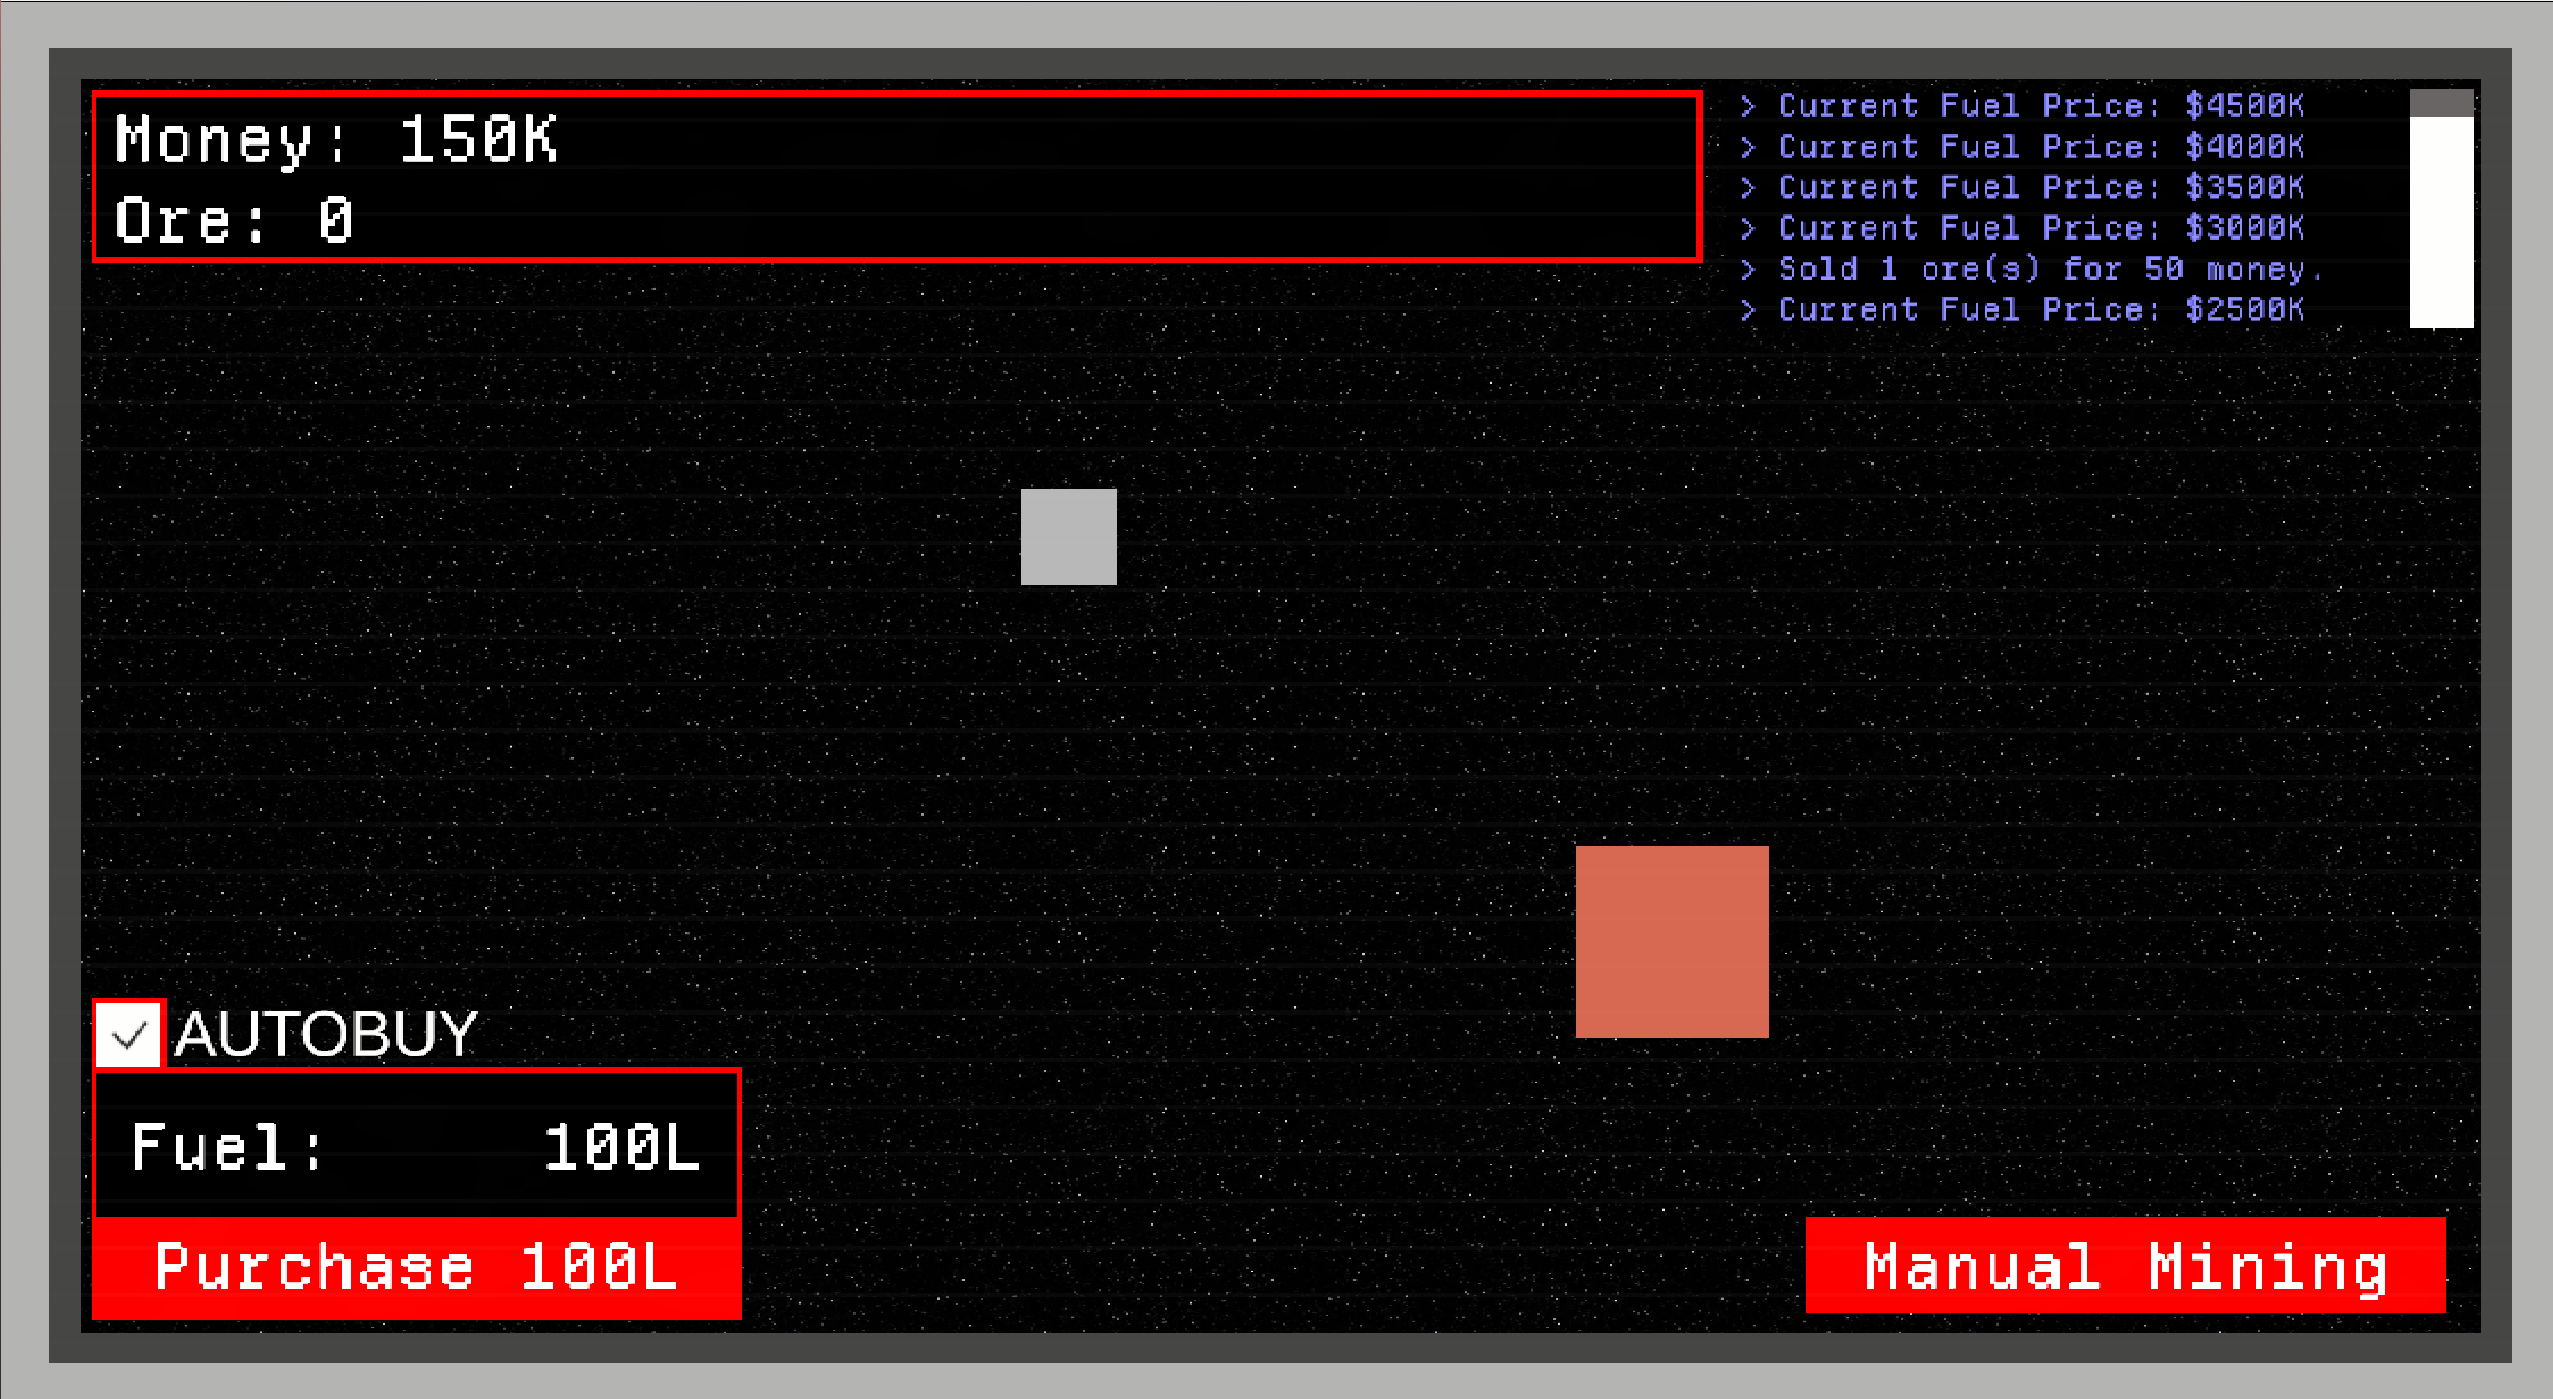 Money: 150K
Ore: 0
> Current Fuel Price: $4500K
> Current Fuel Price: $4000K
> Current Fuel Price: $3500K
> Current Fuel Price: $3000K
> Sold 1 ore(s) for 50 money.
> Current Fuel Price: $2500K
AUTOBUY
Fuel: 100L
Purchase 100L
Manual Mining